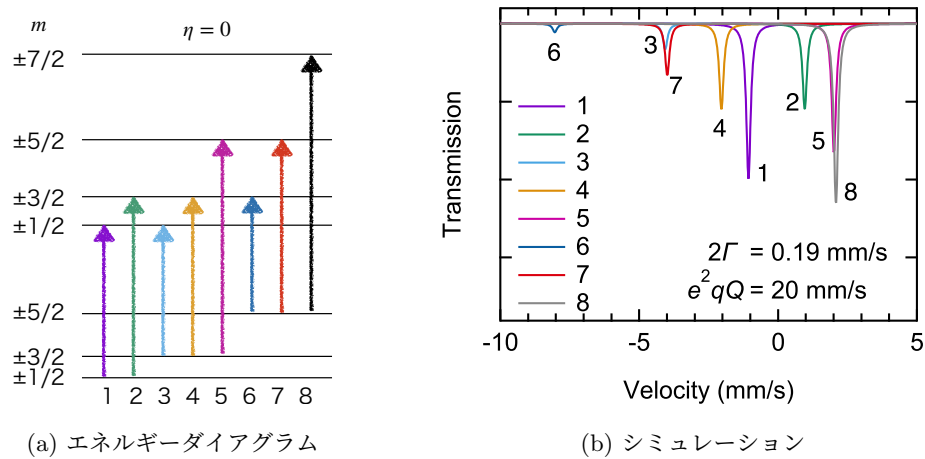 m
η = 0
±7/2
±5/2
±3/2
±1/2
±5/2
±3/2
±1/2
1 2 3 4 5 6 7 8
(a) エネルギーダイアグラム
Transmission
6
3
7
4
1
2
5
8
1
2
3
4
5
6
7
8
2Γ = 0.19 mm/s
e²qQ = 20 mm/s
-10 -5 0 5
Velocity (mm/s)
(b) シミュレーション